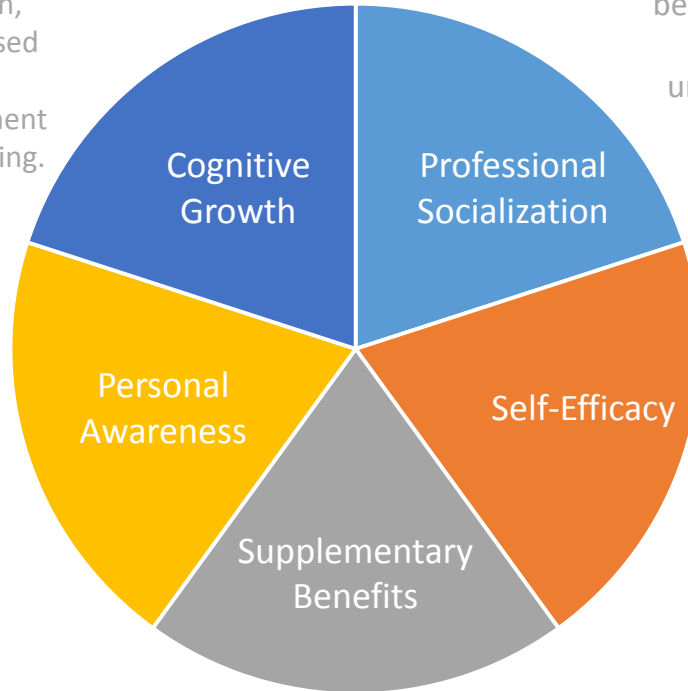 Cognitive
Growth
Professional
Socialization
Personal
Awareness
Self-Efficacy
Supplementary
Benefits